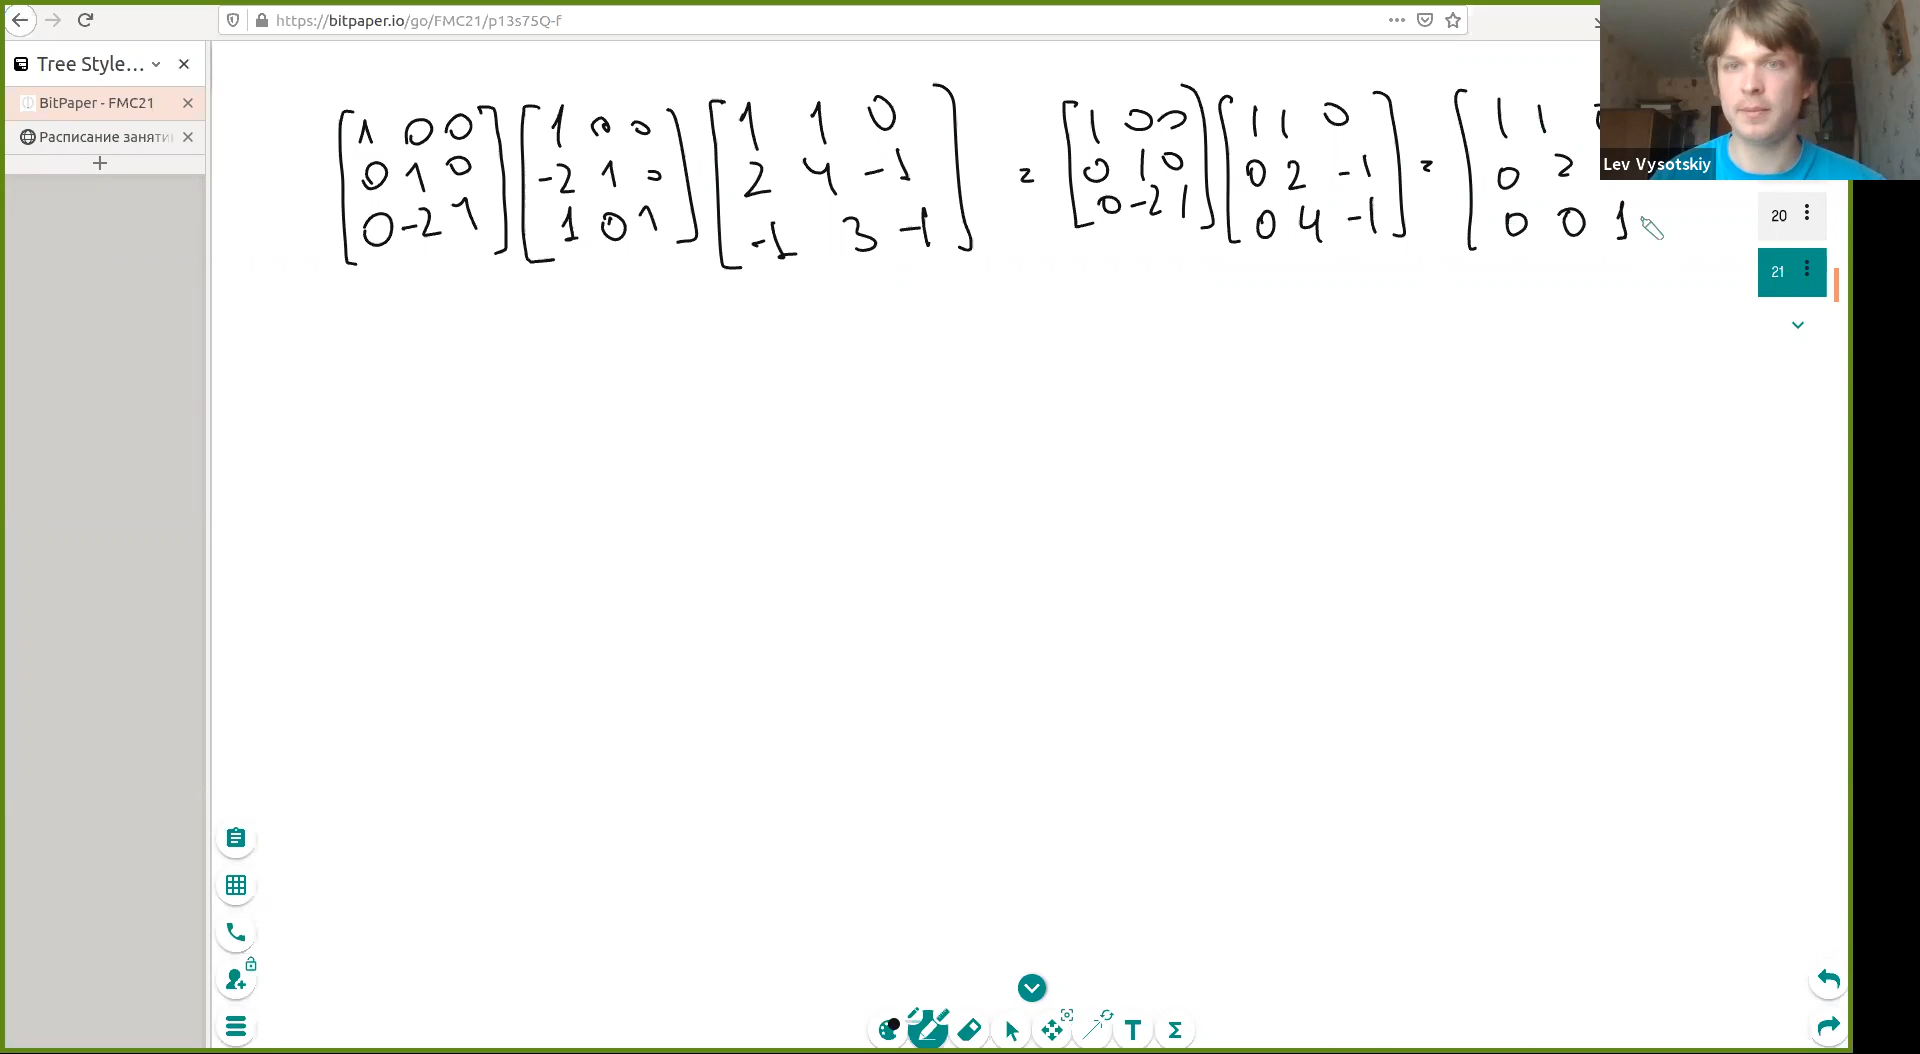 https://bitpaper.io/go/FMC21/p13s75Q-f
Tree Style...
BitPaper - FMC21
Расписание заняти
Lev Vysotskiy
1 0 0 1 0 0 1 1 0 = 1 0 0 1 1 0 = 1 1
0 1 0 -2 1 0 2 4 -1 0 1 0 0 2 -1 0 2
0 -2 1 1 0 1 -1 3 -1 0 -2 1 0 4 -1 0 0 1
20
21
T
Σ